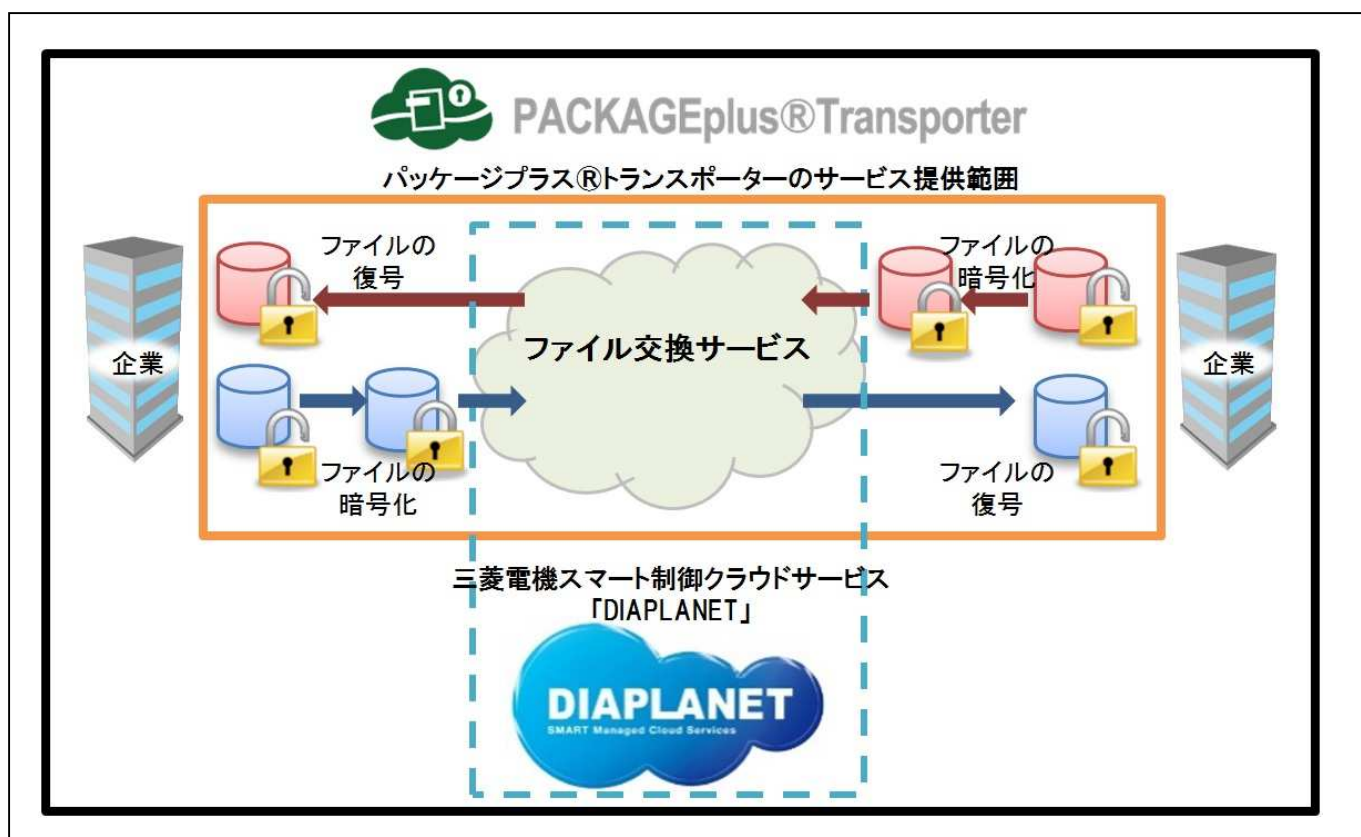 PACKAGEplus®Transporter
パッケージプラス®トランスポーターのサービス提供範囲
ファイルの
復号
ファイルの
暗号化
企業
ファイル交換サービス
企業
ファイルの
暗号化
ファイルの
復号
三菱電機スマート制御クラウドサービス
「DIAPLANET」
DIAPLANET
SMART Managed Cloud Services